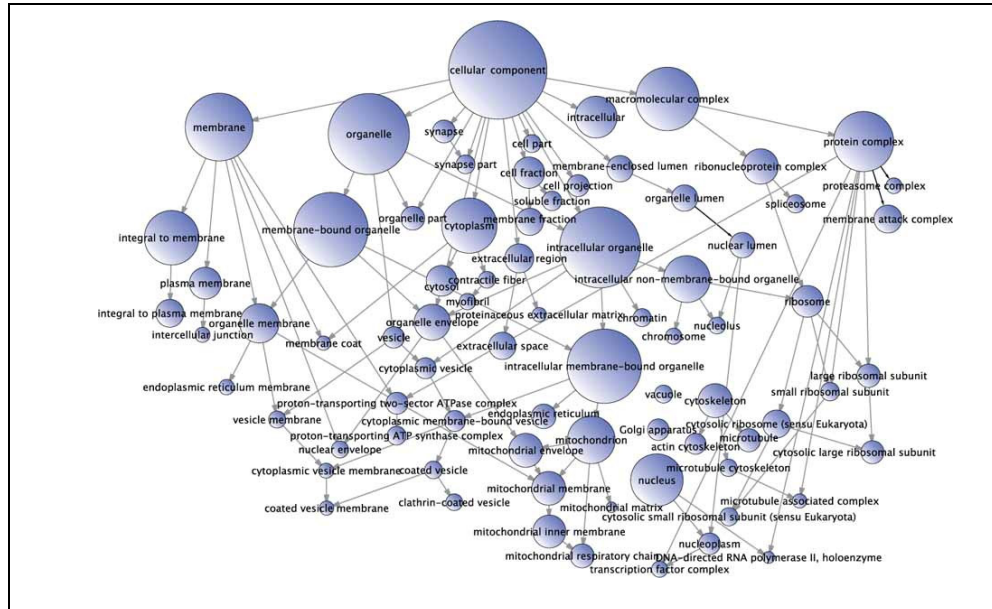 cellular component
macromolecular complex
membrane
organelle
synapse
intracellular
cell part
protein complex
synapse part
cell fraction
membrane-enclosed lumen
ribonucleoprotein complex
cell projection
proteasome complex
soluble fraction
organelle lumen
spliceosome
organelle part
membrane fraction
membrane attack complex
membrane-bound organelle
cytoplasm
integral to membrane
intracellular organelle
nuclear lumen
extracellular region
plasma membrane
cytosol
contractile fiber
intracellular non-membrane-bound organelle
myofibril
ribosome
integral to plasma membrane
organelle membrane
organelle envelope
proteinaceous extracellular matrix
chromatin
nucleolus
intercellular junction
membrane coat
vesicle
extracellular space
chromosome
cytoplasmic vesicle
intracellular membrane-bound organelle
large ribosomal subunit
endoplasmic reticulum membrane
small ribosomal subunit
vacuole
proton-transporting two-sector ATPase complex
cytoskeleton
vesicle membrane
cytoplasmic membrane-bound vesicle
endoplasmic reticulum
cytosolic ribosome (sensu Eukaryota)
Golgi apparatus
proton-transporting ATP synthase complex
mitochondrion
microtubule
nuclear envelope
mitochondrial envelope
actin cytoskeleton
cytosolic large ribosomal subunit
cytoplasmic vesicle membrane
coated vesicle
microtubule cytoskeleton
nucleus
mitochondrial membrane
coated vesicle membrane
clathrin-coated vesicle
mitochondrial matrix
microtubule associated complex
cytosolic small ribosomal subunit (sensu Eukaryota)
mitochondrial inner membrane
nucleoplasm
mitochondrial respiratory chain
DNA-directed RNA polymerase II, holoenzyme
transcription factor complex